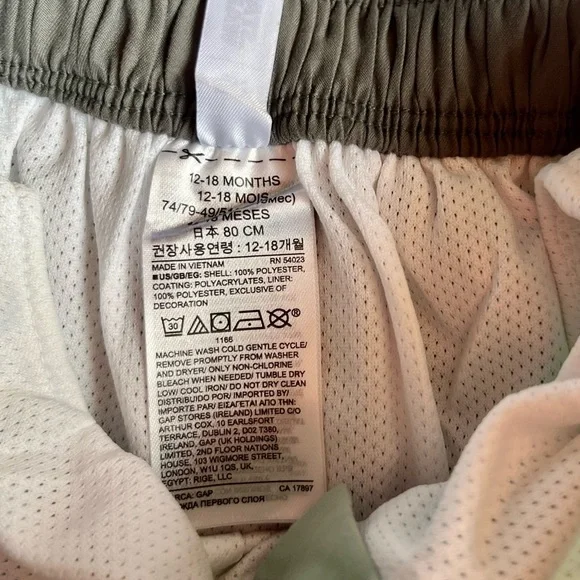 12-18 MONTHS
12-18 MOIS
мес)
74/79-49/51
MESES
日本 80 CM
권장사용연령 : 12-18개월
MADE IN VIETNAM RN 54023
■US/GB/EG: SHELL: 100% POLYESTER,
COATING: POLYACRYLATES, LINER:
100% POLYESTER, EXCLUSIVE OF
DECORATION
30
1166
MACHINE WASH COLD GENTLE CYCLE/
REMOVE PROMPTLY FROM WASHER
AND DRYER/ ONLY NON-CHLORINE
BLEACH WHEN NEEDED/ TUMBLE DRY
LOW/ COOL IRON/ DO NOT DRY CLEAN
DISTRIBUIDO POR/ IMPORTED BY/
IMPORTE PAR/ ΕΙΣΑΓΕΤΑΙ ΑΠΟ ΤΗΝ:
GAP STORES (IRELAND) LIMITED C/O
ARTHUR COX, 10 EARLSFORT
TERRACE, DUBLIN 2, D02 T380,
IRELAND, GAP (UK HOLDINGS)
LIMITED, 2ND FLOOR NATIONS
HOUSE, 103 WIGMORE STREET,
LONDON, W1U 1QS, UK,
EGYPT: RIGE, LLC
RCA: GAP CA 17897
ЖДА ПЕРВОГО СЛОЯ